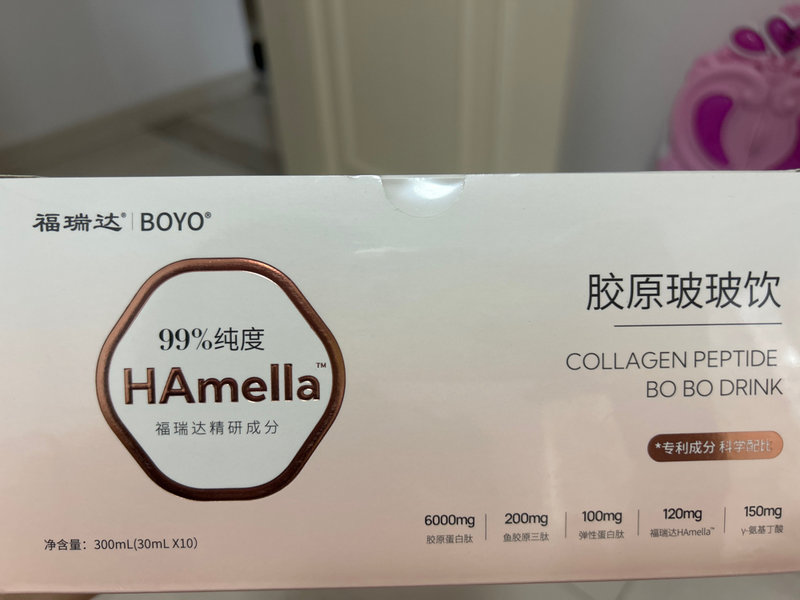 福瑞达® | BOYO®
99%纯度
HAmella™
福瑞达精研成分
净含量：300mL(30mL X10)
胶原玻玻饮
COLLAGEN PEPTIDE
BO BO DRINK
*专利成分 科学配比
6000mg 200mg 100mg 120mg 150mg
胶原蛋白肽 鱼胶原三肽 弹性蛋白肽 福瑞达HAmella™ γ-氨基丁酸